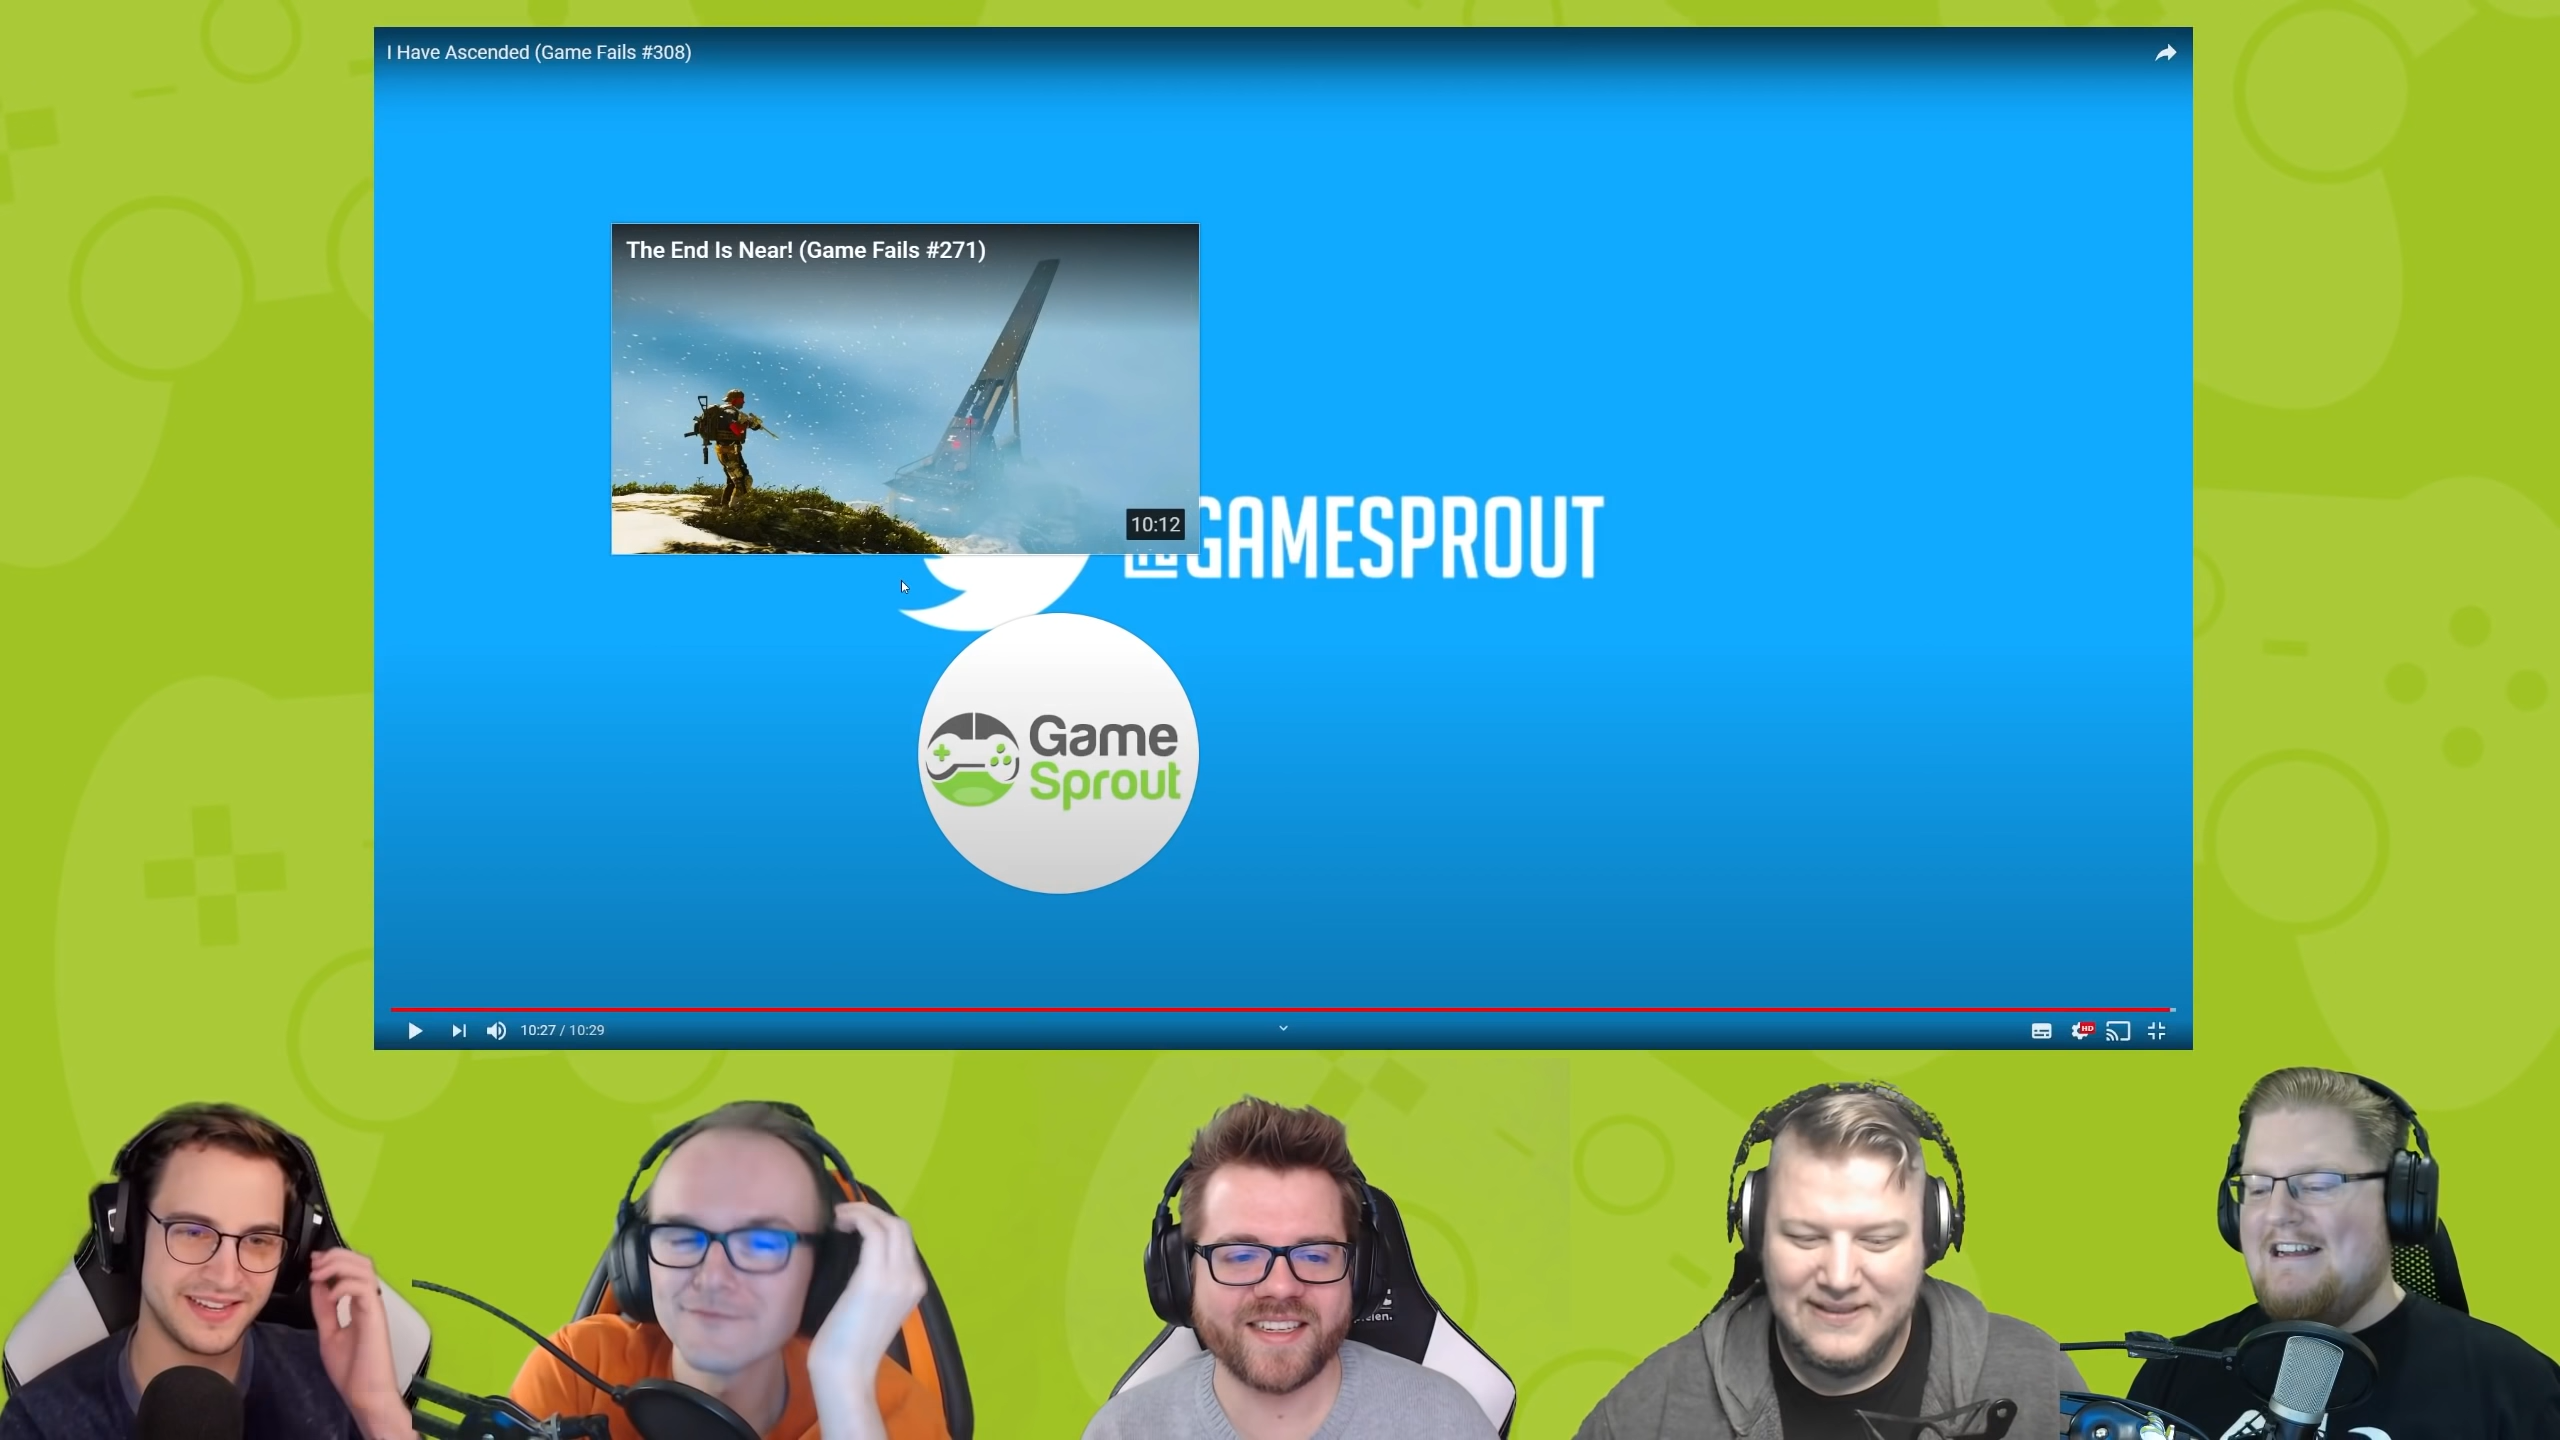 I Have Ascended (Game Fails #308)
The End Is Near! (Game Fails #271)
10:12
@GAMESPROUT
Game
Sprout
10:27 / 10:29
HD